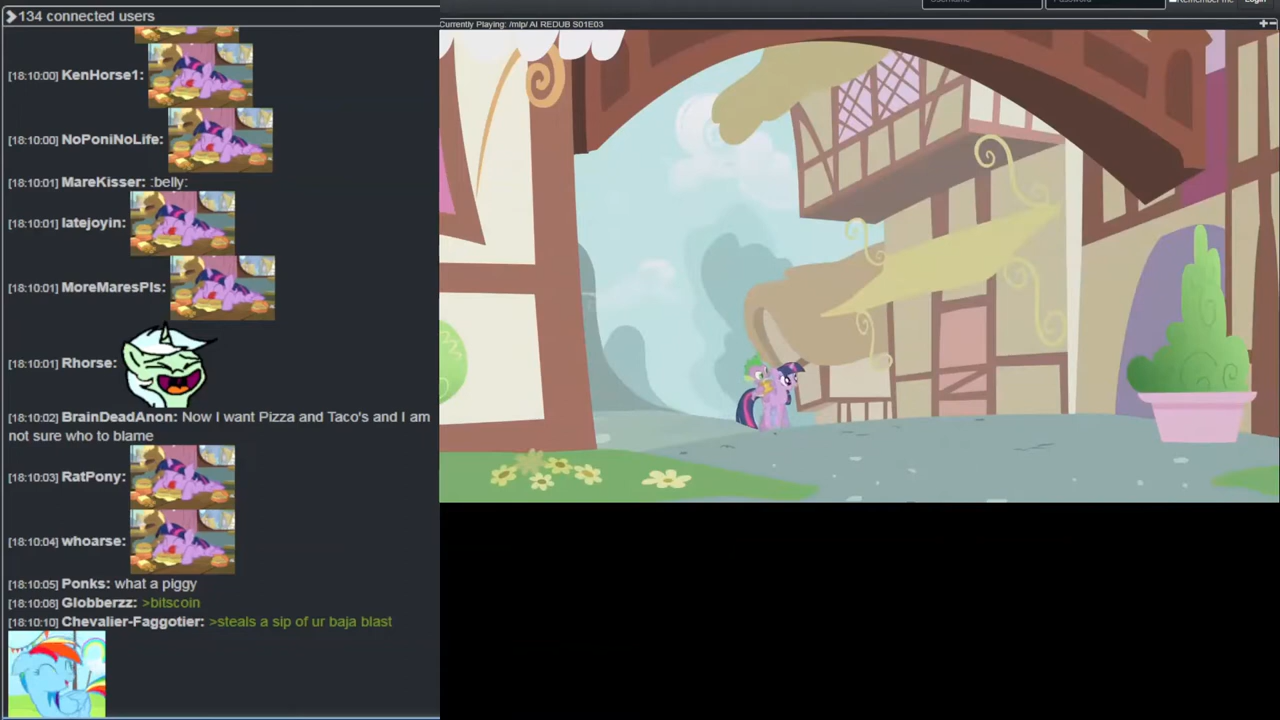 134 connected users
[18:10:00] KenHorse1:
[18:10:00] NoPoniNoLife:
[18:10:01] MareKisser: :belly:
[18:10:01] latejoyin:
[18:10:01] MoreMaresPls:
[18:10:01] Rhorse:
[18:10:02] BrainDeadAnon: Now I want Pizza and Taco's and I am
not sure who to blame
[18:10:03] RatPony:
[18:10:04] whoarse:
[18:10:05] Ponks: what a piggy
[18:10:08] Globberzz: >bitscoin
[18:10:10] Chevalier-Faggotier: >steals a sip of ur baja blast
Remember me
Login
Currently Playing: /mlp/ AI REDUB S01E03